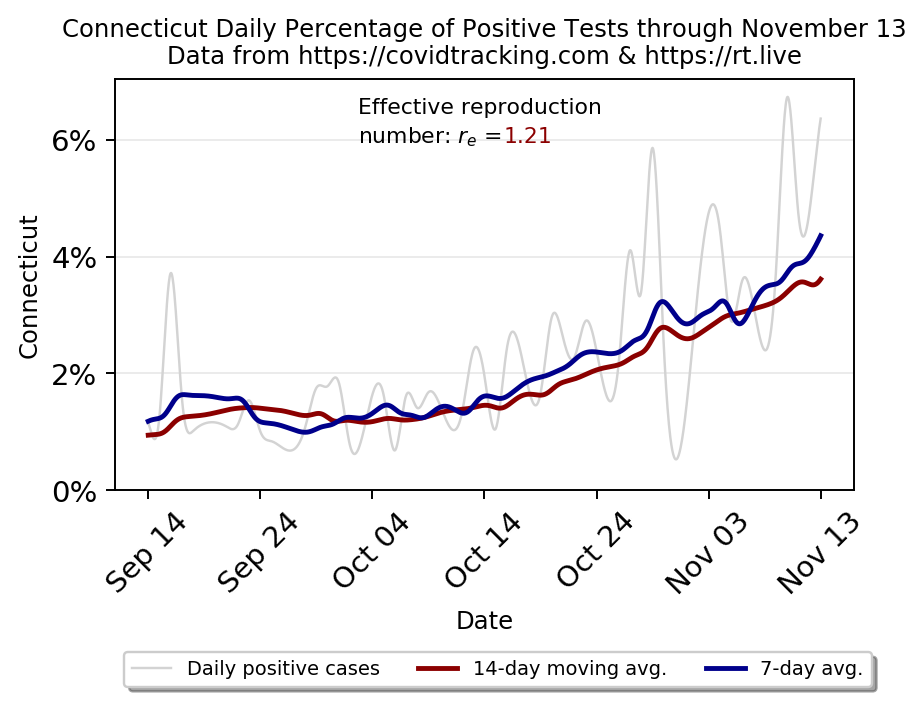 Connecticut Daily Percentage of Positive Tests through November 13
Data from https://covidtracking.com & https://rt.live
Effective reproduction
number: rₑ =1.21
6%
4%
2%
0%
Connecticut
Sep 14
Sep 24
Oct 04
Oct 14
Oct 24
Nov 03
Nov 13
Date
Daily positive cases
14-day moving avg.
7-day avg.